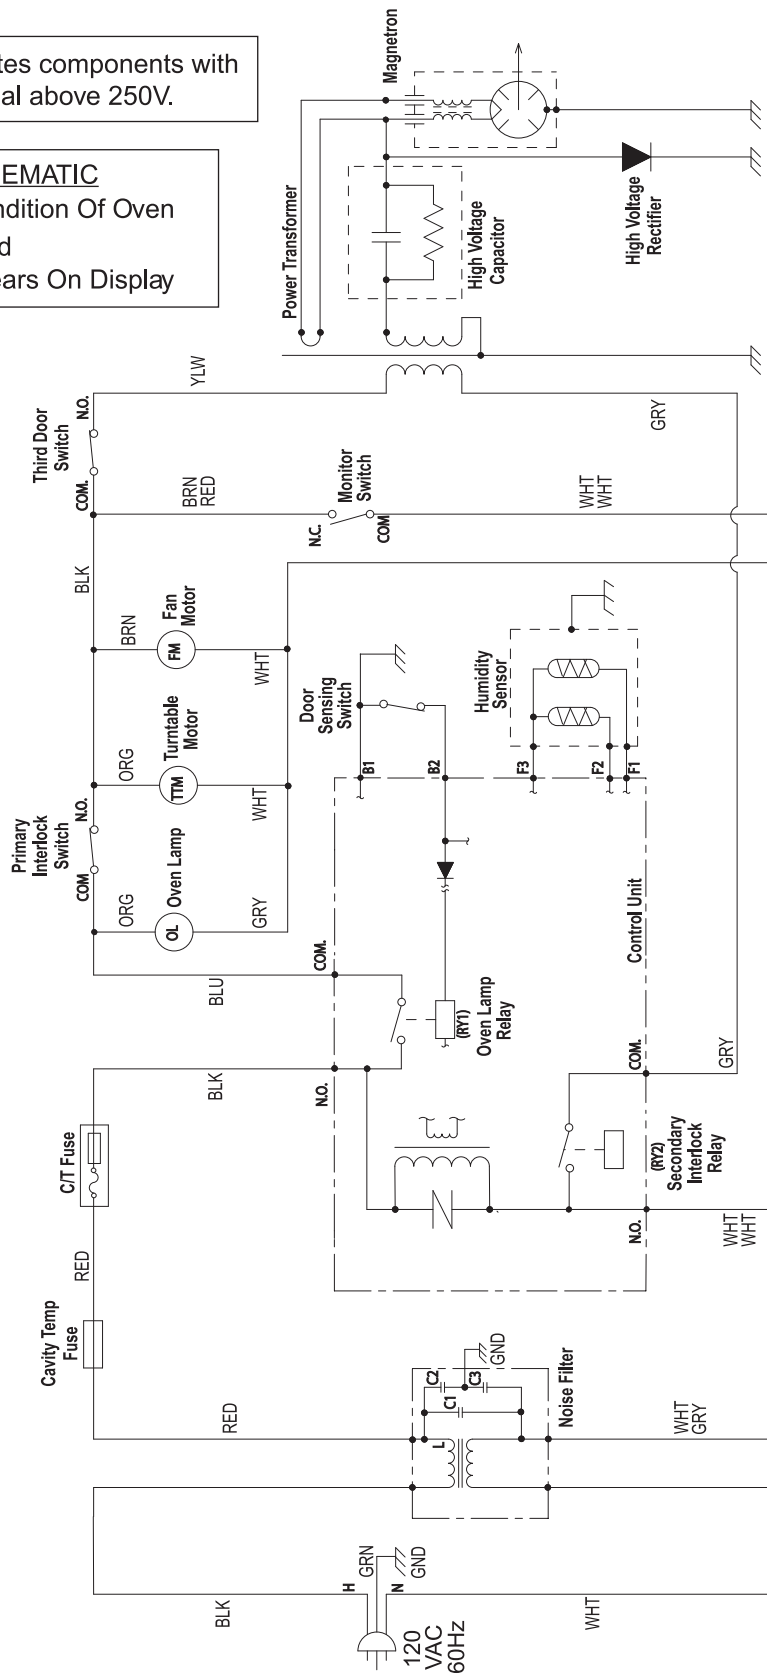 tes components with
al above 250V.
EMATIC
ndition Of Oven
d
ears On Display
Magnetron
Power Transformer
High Voltage
Capacitor
High Voltage
Rectifier
YLW
GRY
Third Door
Switch
N.O.
COM.
BRN
RED
N.C.
Monitor
Switch
COM
WHT
WHT
BLK
BRN
FM
Fan
Motor
WHT
Door
Sensing
Switch
B1
B2
Humidity
Sensor
F3
F2
F1
ORG
TTM
Turntable
Motor
WHT
Primary
Interlock
Switch
N.O.
COM
ORG
OL
Oven Lamp
GRY
BLU
COM.
N.O.
(RY1)
Oven Lamp
Relay
Control Unit
BLK
COM.
GRY
(RY2)
Secondary
Interlock
Relay
N.O.
WHT
WHT
C/T Fuse
RED
Cavity Temp
Fuse
RED
L
C1
C2
C3
GND
Noise Filter
WHT
GRY
BLK
H
GRN
N
GND
120
VAC
60Hz
WHT